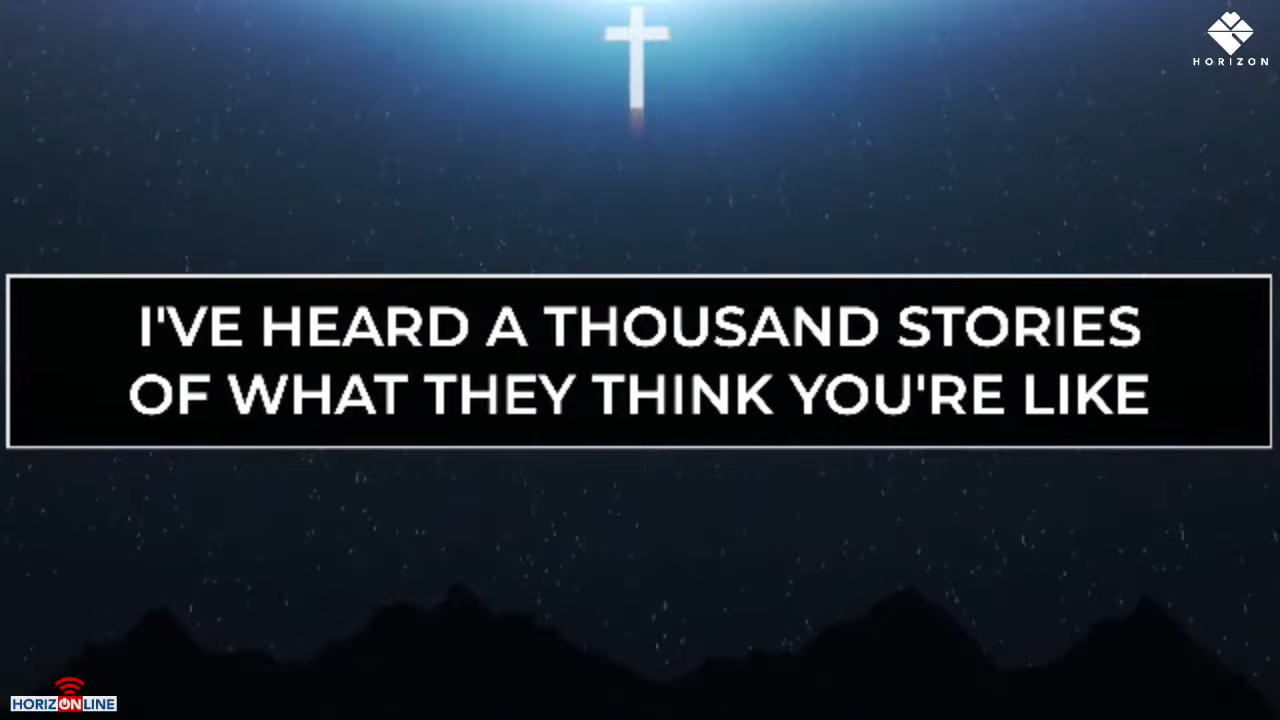 HORIZON
I'VE HEARD A THOUSAND STORIES
OF WHAT THEY THINK YOU'RE LIKE
HORIZONLINE